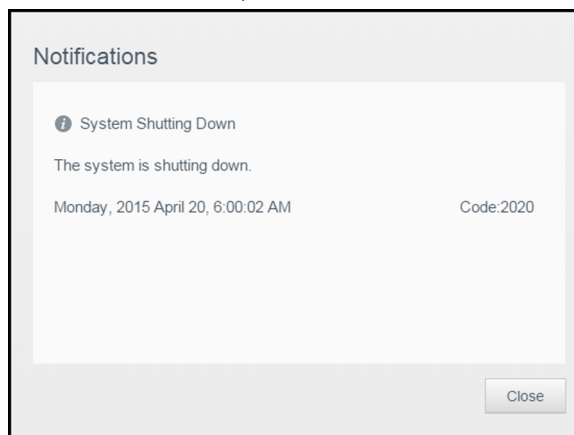 Notifications
System Shutting Down
The system is shutting down.
Monday, 2015 April 20, 6:00:02 AM Code:2020
Close